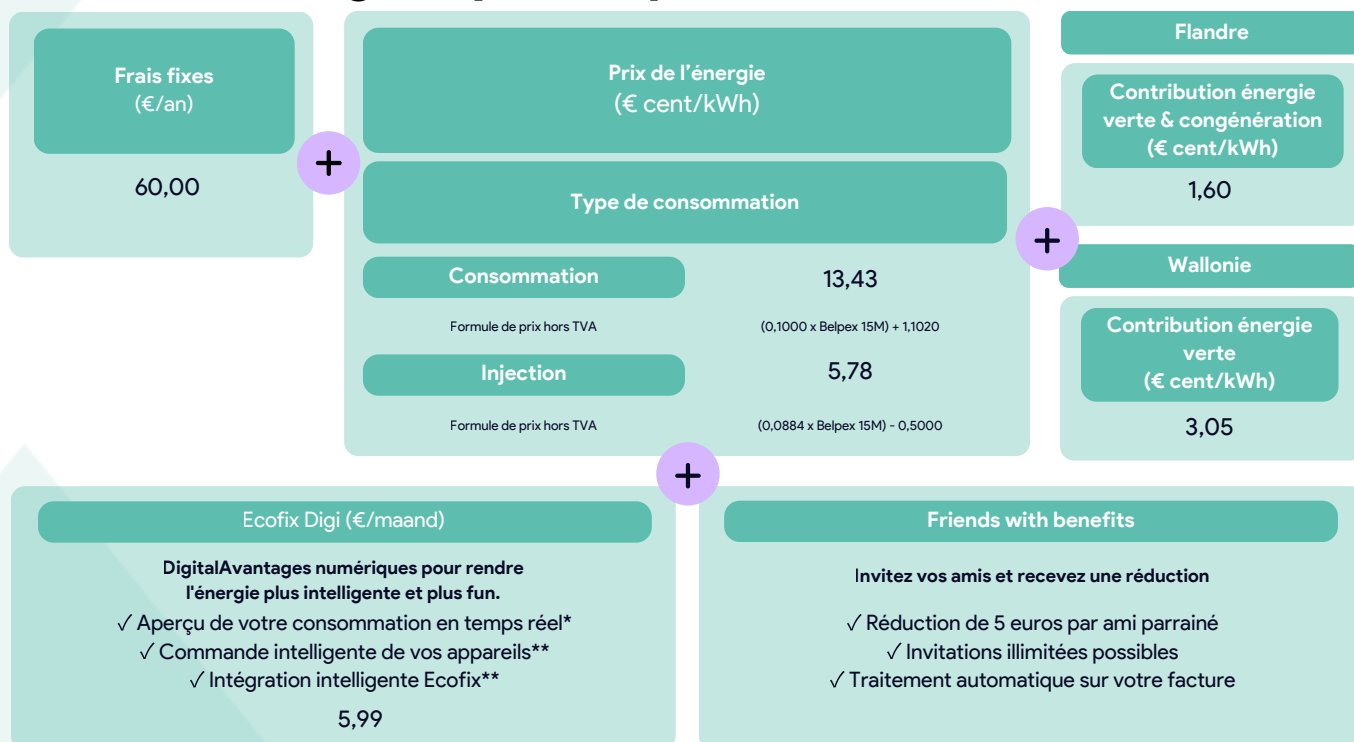 Frais fixes
(€/an)
60,00
+
Prix de l'énergie
(€ cent/kWh)
Type de consommation
Consommation
13,43
Formule de prix hors TVA
(0,1000 x Belpex 15M) + 1,1020
Injection
5,78
Formule de prix hors TVA
(0,0884 x Belpex 15M) - 0,5000
+
Flandre
Contribution énergie
verte & congénération
(€ cent/kWh)
1,60
Wallonie
Contribution énergie
verte
(€ cent/kWh)
3,05
+
Ecofix Digi (€/maand)
DigitalAvantages numériques pour rendre
l'énergie plus intelligente et plus fun.
✓ Aperçu de votre consommation en temps réel*
✓ Commande intelligente de vos appareils**
✓ Intégration intelligente Ecofix**
5,99
Friends with benefits
Invitez vos amis et recevez une réduction
✓ Réduction de 5 euros par ami parrainé
✓ Invitations illimitées possibles
✓ Traitement automatique sur votre facture